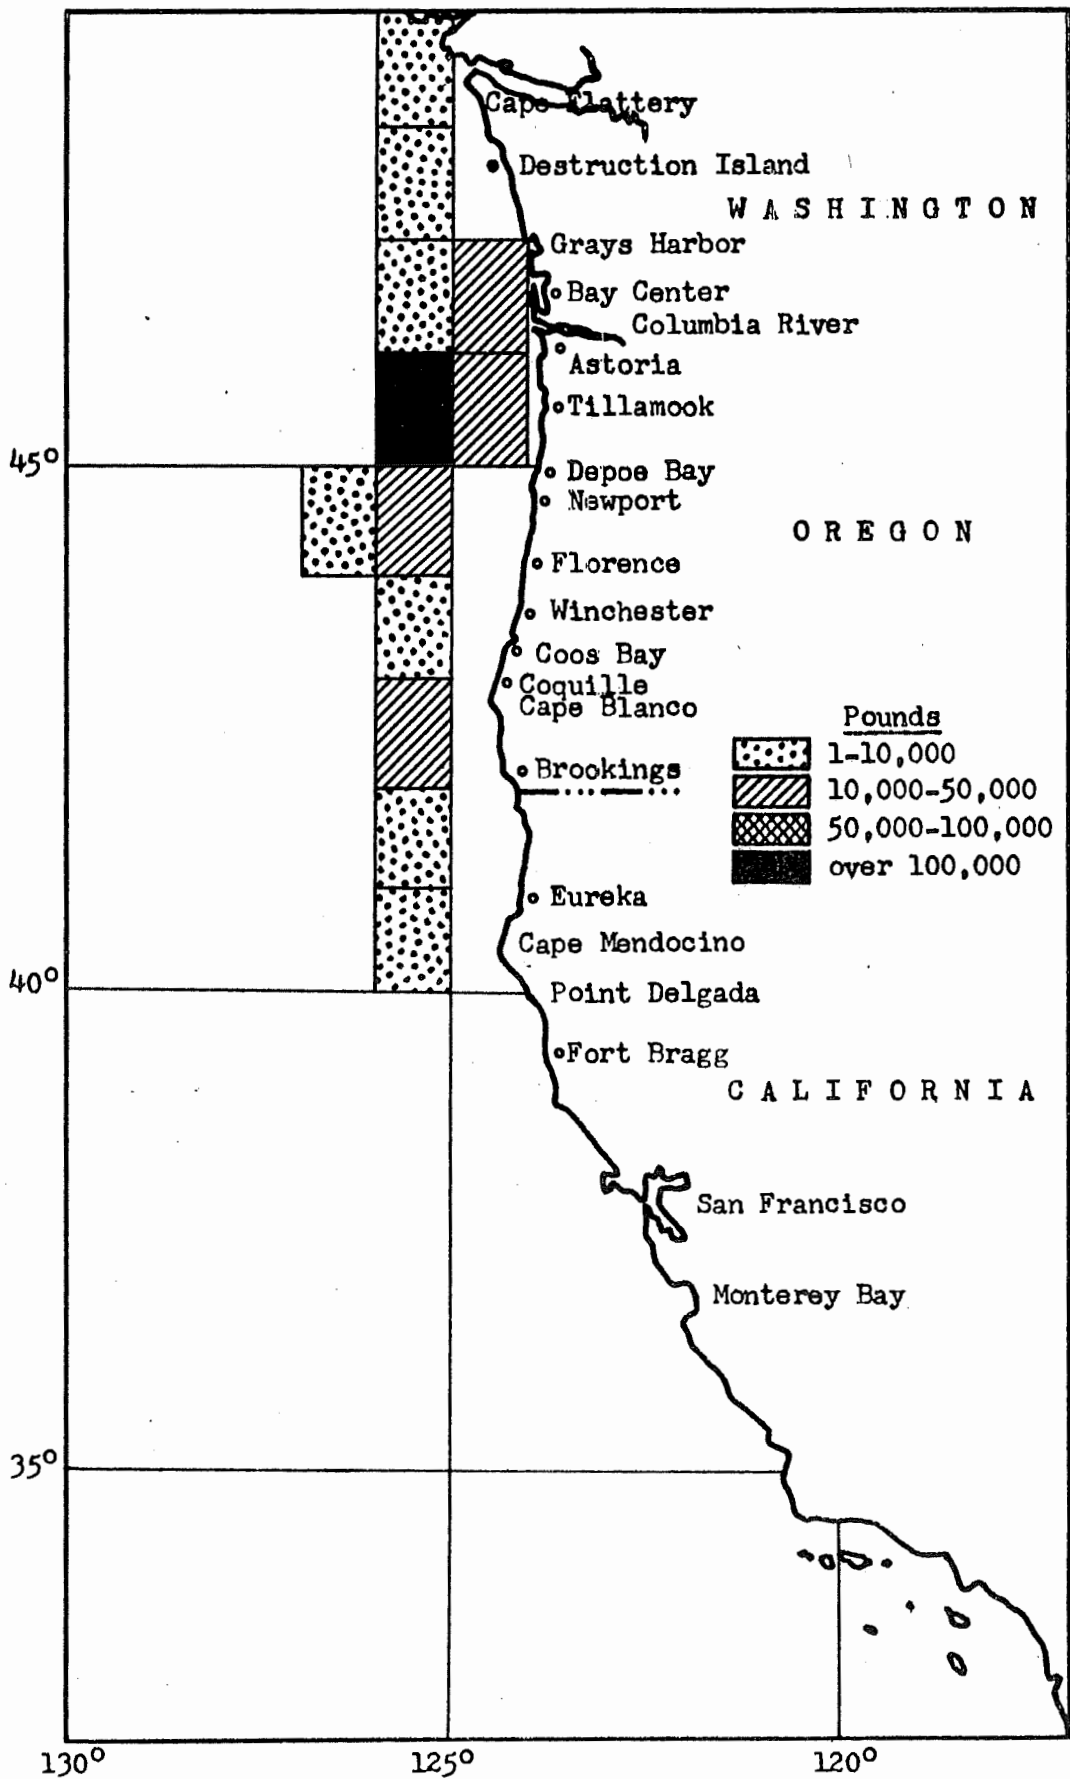 Cape Flattery
Destruction Island
WASHINGTON
Grays Harbor
Bay Center
Columbia River
Astoria
Tillamook
45°
Depoe Bay
Newport
OREGON
Florence
Winchester
Coos Bay
Coquille
Cape Blanco
Pounds
1-10,000
Brookings
10,000-50,000
50,000-100,000
over 100,000
Eureka
Cape Mendocino
40°
Point Delgada
Fort Bragg
CALIFORNIA
San Francisco
Monterey Bay
35°
130° 125° 120°